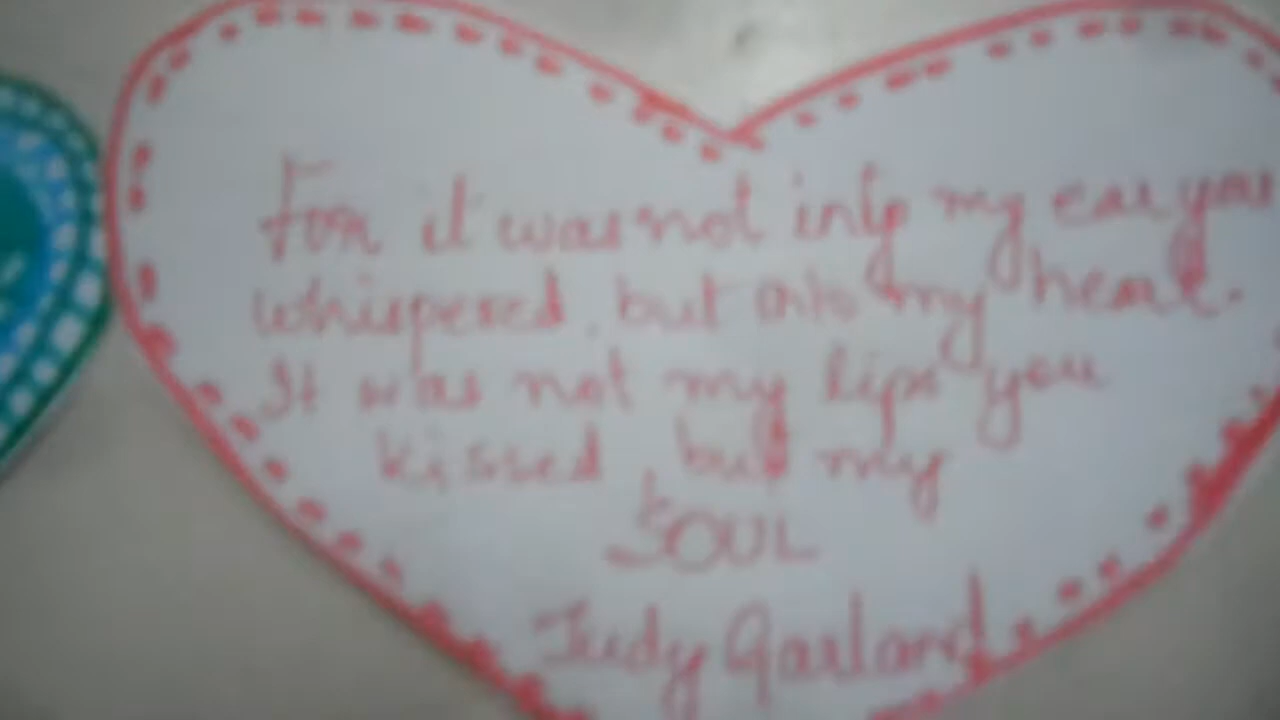 For it was not into my ear you
whispered, but into my heart.
It was not my lips you
kissed, but my
SOUL
Judy Garland